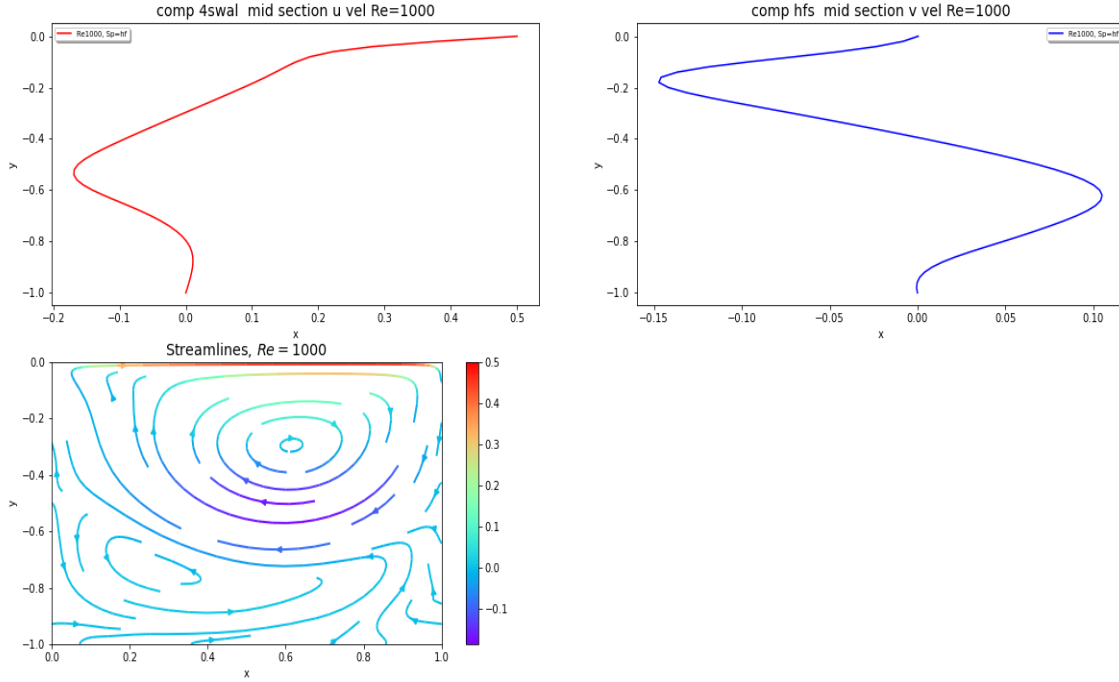 comp 4swal  mid section u vel Re=1000
Re1000, Sp=hf
0.0
−0.2
−0.4
−0.6
−0.8
−1.0
y
−0.2 −0.1 0.0 0.1 0.2 0.3 0.4 0.5
x
comp hfs  mid section v vel Re=1000
Re1000, Sp=hf
0.0
−0.2
−0.4
−0.6
−0.8
−1.0
y
−0.15 −0.10 −0.05 0.00 0.05 0.10
x
Streamlines, Re = 1000
0.0
−0.2
−0.4
−0.6
−0.8
−1.0
y
0.0 0.2 0.4 0.6 0.8 1.0
x
0.5
0.4
0.3
0.2
0.1
0.0
−0.1